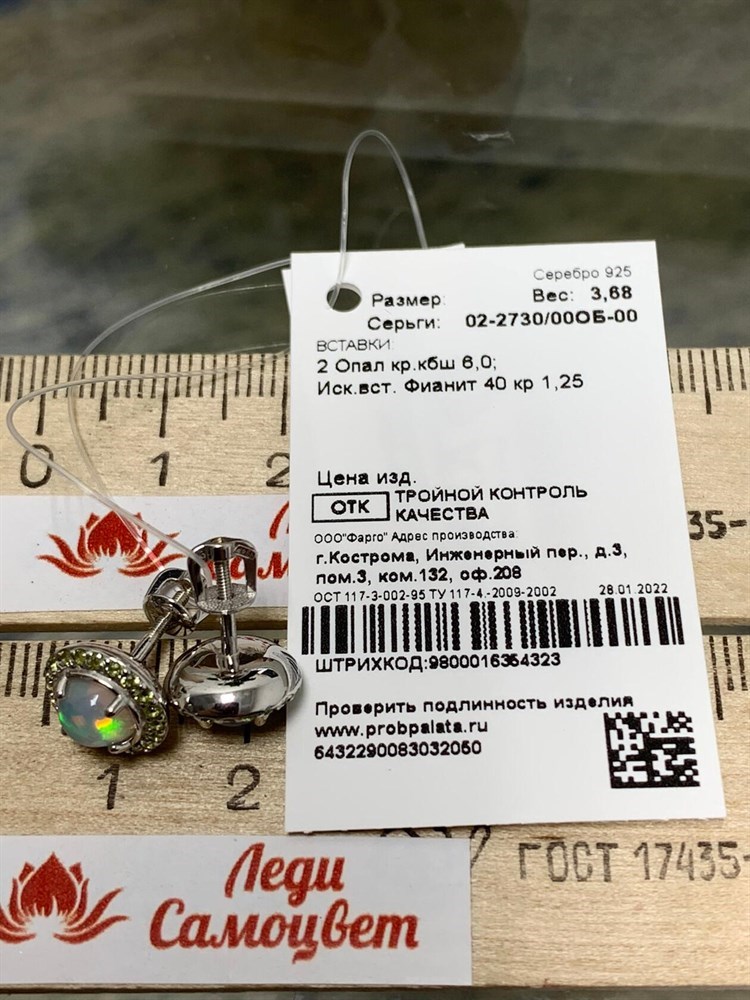 Серебро 925
Размер: Вес: 3,68
Серьги: 02-2730/00ОБ-00
ВСТАВКИ:
2 Опал кр.кбш 6,0;
Иск.вст. Фианит 40 кр 1,25
Цена изд.
ОТК ТРОЙНОЙ КОНТРОЛЬ
КАЧЕСТВА
ООО"Фарго" Адрес производства:
г.Кострома, Инженерный пер., д.3,
пом.3, ком.132, оф.208
ОСТ 117-3-002-95 ТУ 117-4.-2009-2002 28.01.2022
ШТРИХКОД:9800016354323
Проверить подлинность изделия
www.probpalata.ru
6432290083032050
0 1 2
35-
1 2
ГОСТ 17435-
Леди
Самоцвет